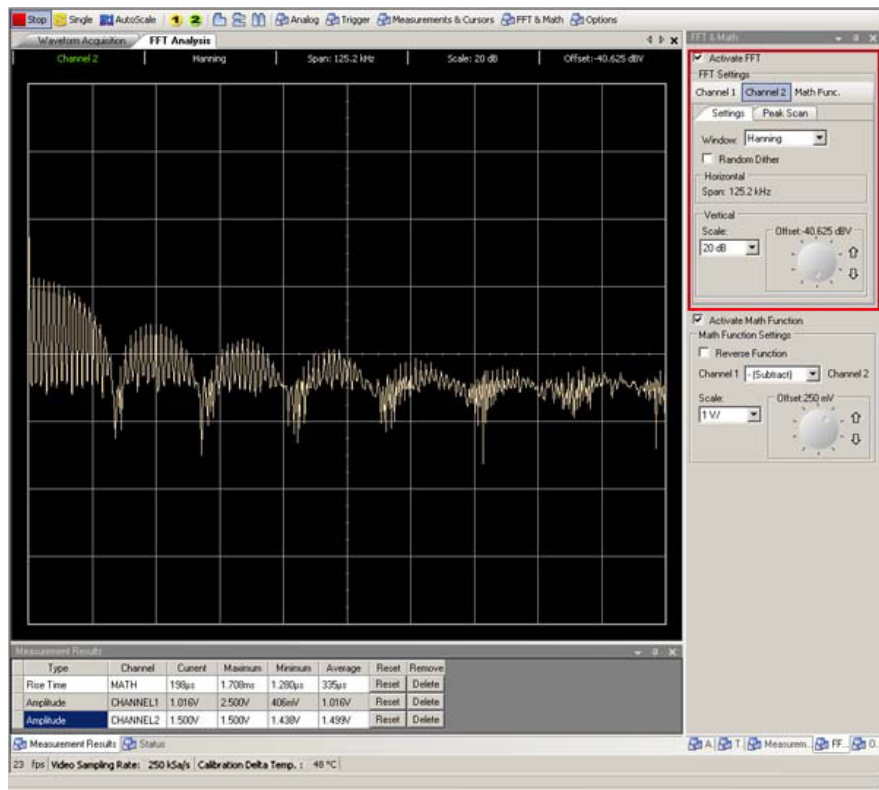 Stop Single AutoScale 1 2 Analog Trigger Measurements & Cursors FFT & Math Options
Waveform Acquisition FFT Analysis
FFT & Math
Channel 2 Hanning Span: 125.2 kHz Scale: 20 dB Offset:-40.625 dBV
Activate FFT
FFT Settings
Channel 1 Channel 2 Math Func.
Settings Peak Scan
Window: Hanning
Random Dither
Horizontal
Span: 125.2 kHz
Vertical
Scale: Offset:-40.625 dBV
20 dB
Activate Math Function
Math Function Settings
Reverse Function
Channel 1 - (Subtract) Channel 2
Scale: Offset:250 mV
1 V/
Measurement Results
Type Channel Current Maximum Minimum Average Reset Remove
Rise Time MATH 198µs 1.708ms 1.280µs 335µs Reset Delete
Amplitude CHANNEL1 1.016V 2.500V 406mV 1.016V Reset Delete
Amplitude CHANNEL2 1.500V 1.500V 1.438V 1.499V Reset Delete
Measurement Results Status
A. T Measurem.. FF.. O.
23 fps Video Sampling Rate: 250 kSa/s Calibration Delta Temp. : 48 °C